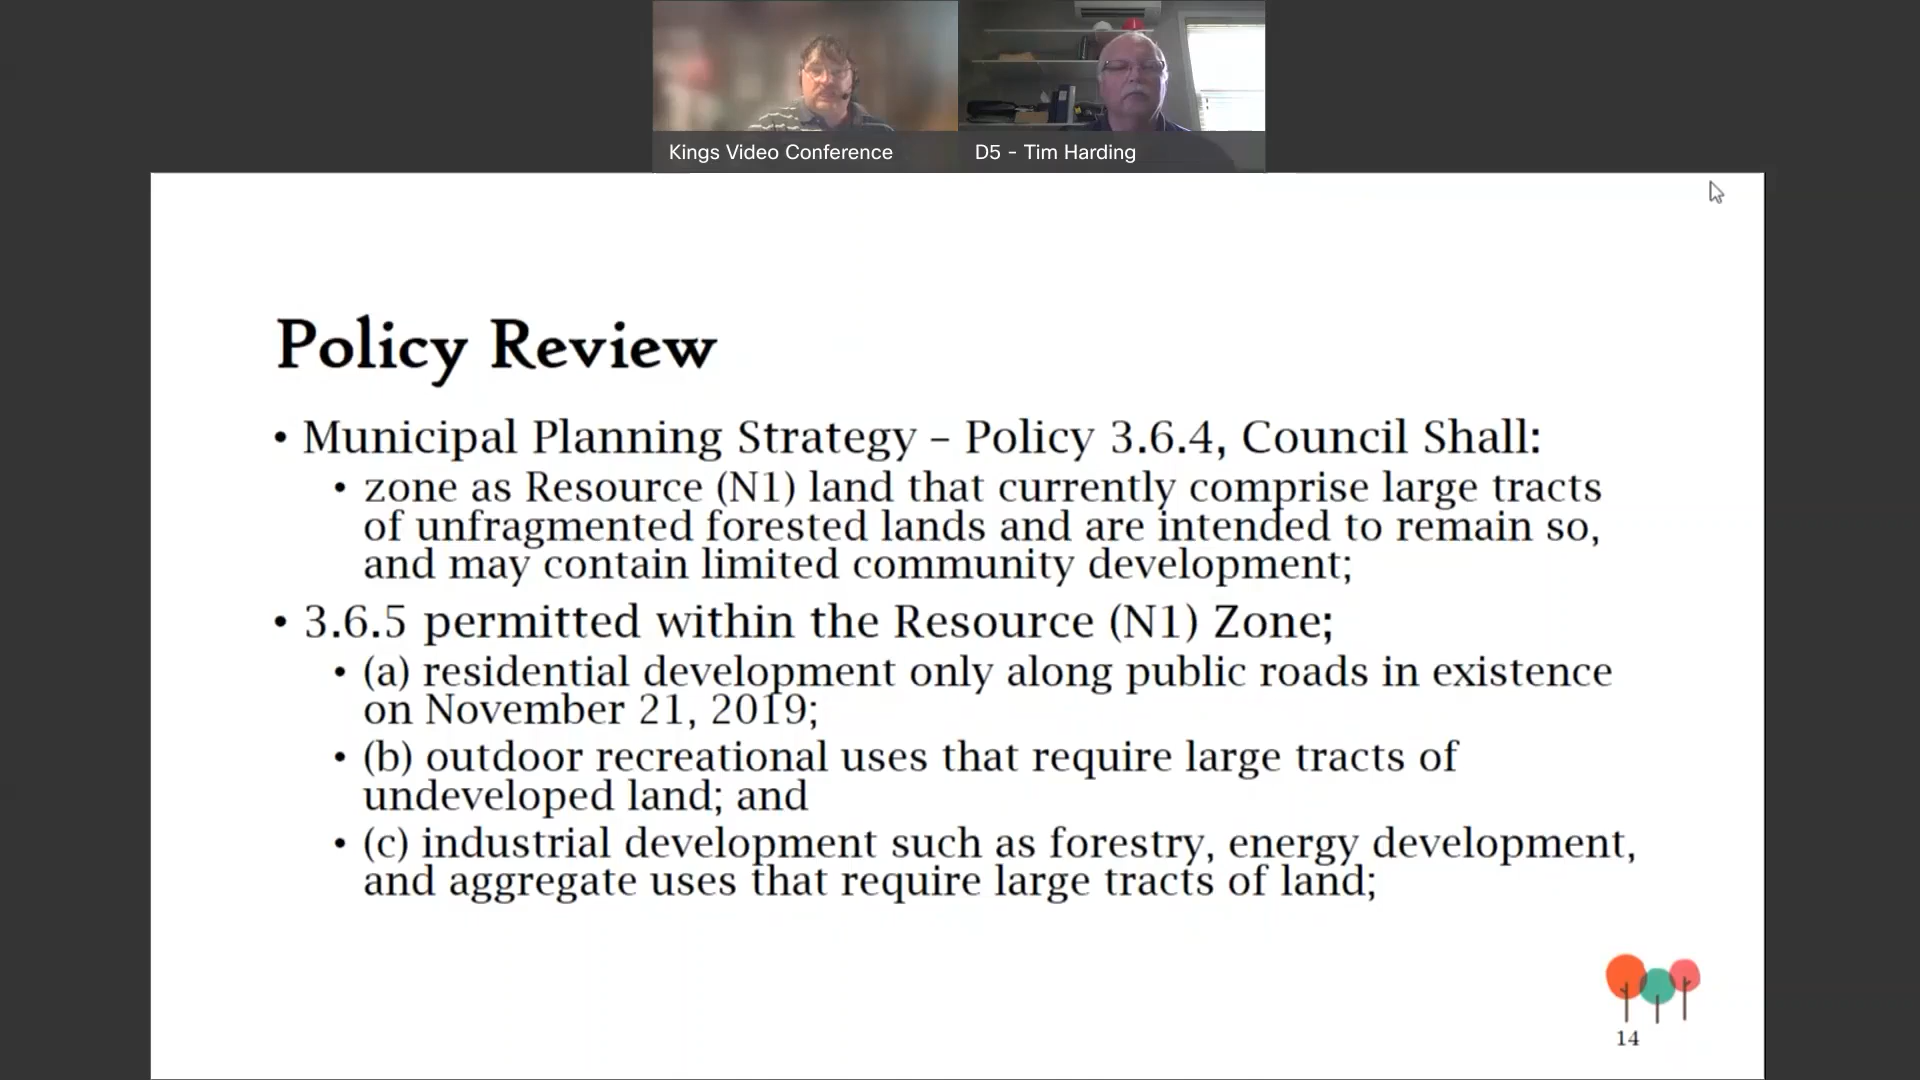 Kings Video Conference
D5 - Tim Harding
Policy Review
• Municipal Planning Strategy – Policy 3.6.4, Council Shall:
• zone as Resource (N1) land that currently comprise large tracts
of unfragmented forested lands and are intended to remain so,
and may contain limited community development;
• 3.6.5 permitted within the Resource (N1) Zone;
• (a) residential development only along public roads in existence
on November 21, 2019;
• (b) outdoor recreational uses that require large tracts of
undeveloped land; and
• (c) industrial development such as forestry, energy development,
and aggregate uses that require large tracts of land;
14